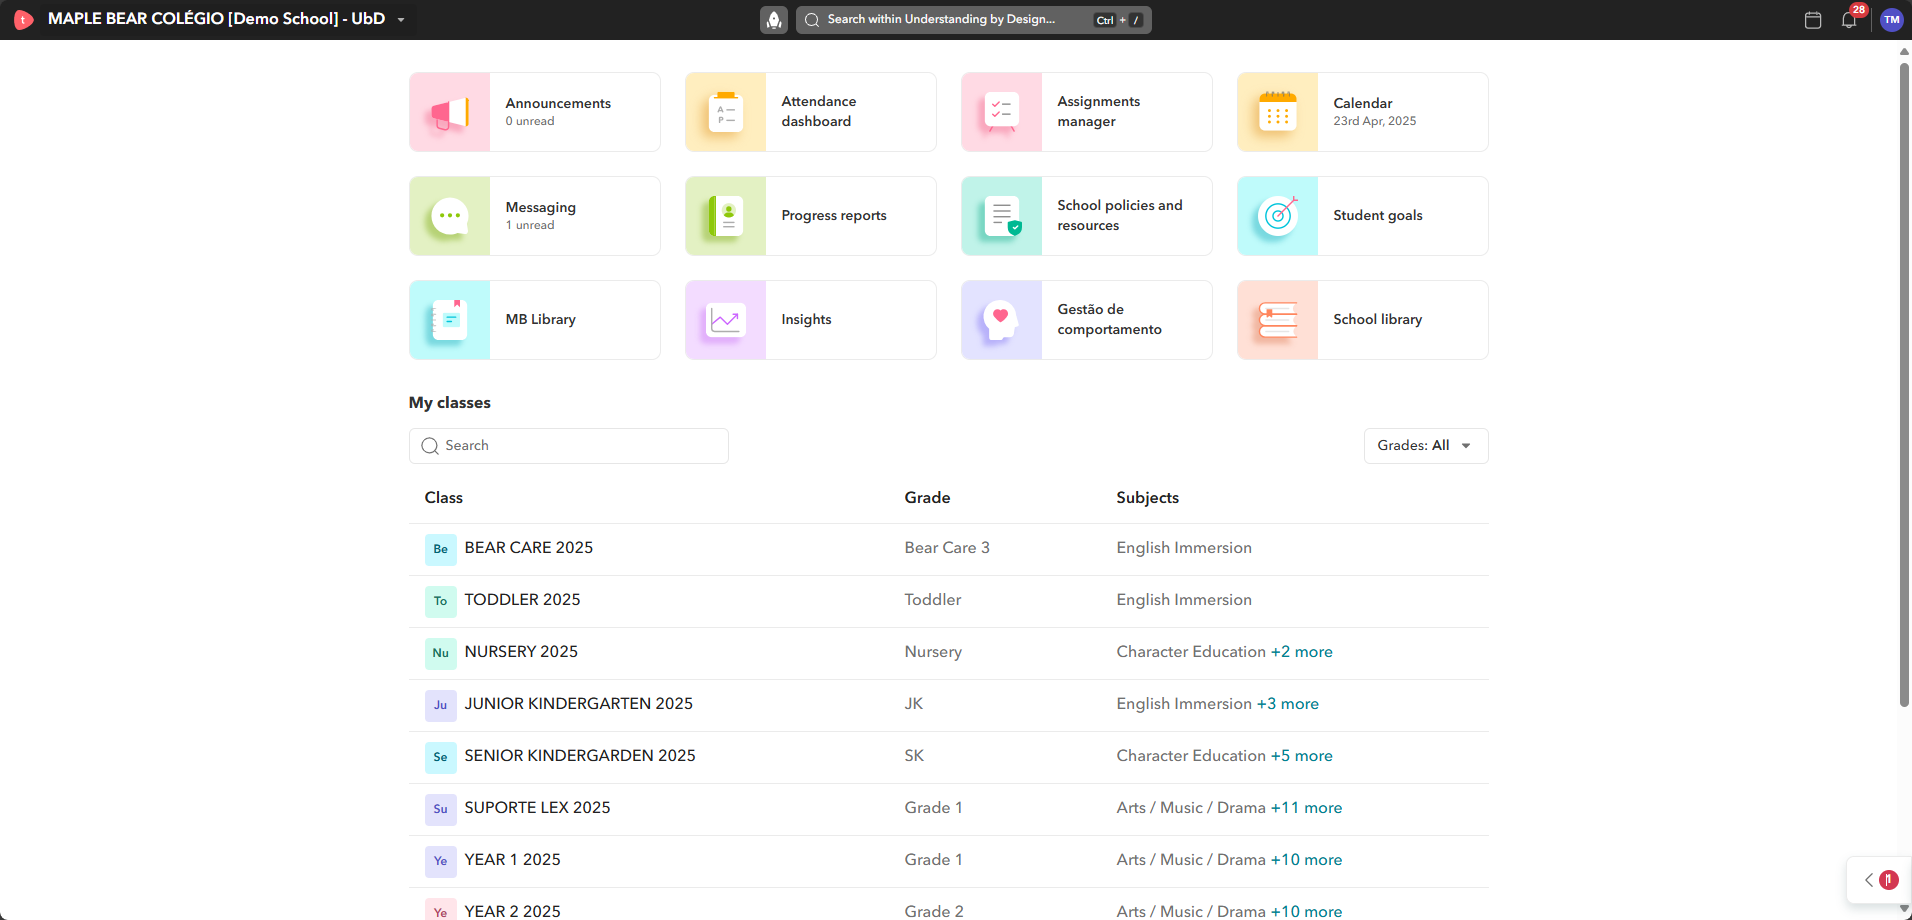 t MAPLE BEAR COLÉGIO [Demo School] - UbD
Search within Understanding by Design... Ctrl + /
28
TM
Announcements
0 unread
Attendance
dashboard
A
P
Assignments
manager
Calendar
23rd Apr, 2025
Messaging
1 unread
Progress reports
School policies and
resources
Student goals
MB Library
Insights
Gestão de
comportamento
School library
My classes
Search
Grades: All
Class Grade Subjects
Be BEAR CARE 2025 Bear Care 3 English Immersion
To TODDLER 2025 Toddler English Immersion
Nu NURSERY 2025 Nursery Character Education +2 more
Ju JUNIOR KINDERGARTEN 2025 JK English Immersion +3 more
Se SENIOR KINDERGARDEN 2025 SK Character Education +5 more
Su SUPORTE LEX 2025 Grade 1 Arts / Music / Drama +11 more
Ye YEAR 1 2025 Grade 1 Arts / Music / Drama +10 more
Ye YEAR 2 2025 Grade 2 Arts / Music / Drama +10 more